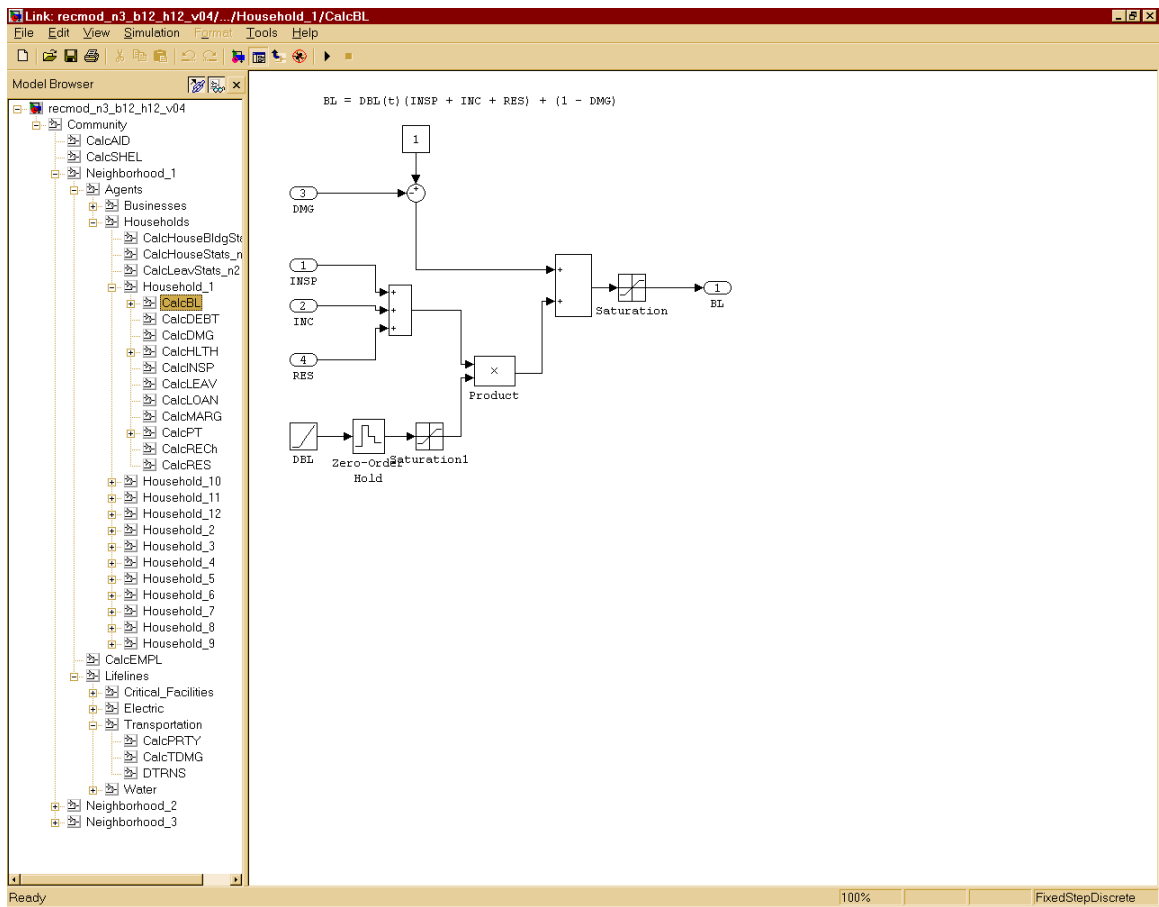 Link: recmod_n3_b12_h12_v04/.../Household_1/CalcBL
File Edit View Simulation Format Tools Help
Model Browser
recmod_n3_b12_h12_v04
Community
CalcAID
CalcSHEL
Neighborhood_1
Agents
Businesses
Households
CalcHouseBldgSt
CalcHouseStats_n
CalcLeavStats_n2
Household_1
CalcBL
CalcDEBT
CalcDMG
CalcHLTH
CalcINSP
CalcLEAV
CalcLOAN
CalcMARG
CalcPT
CalcRECh
CalcRES
Household_10
Household_11
Household_12
Household_2
Household_3
Household_4
Household_5
Household_6
Household_7
Household_8
Household_9
CalcEMPL
Lifelines
Critical_Facilities
Electric
Transportation
CalcPRTY
CalcTDMG
DTRNS
Water
Neighborhood_2
Neighborhood_3
BL = DBL(t)(INSP + INC + RES) + (1 - DMG)
1
3
DMG
1
INSP
2
INC
4
RES
Product
DBL
Zero-Order
Hold
Saturation1
Saturation
1
BL
Ready
100%
FixedStepDiscrete